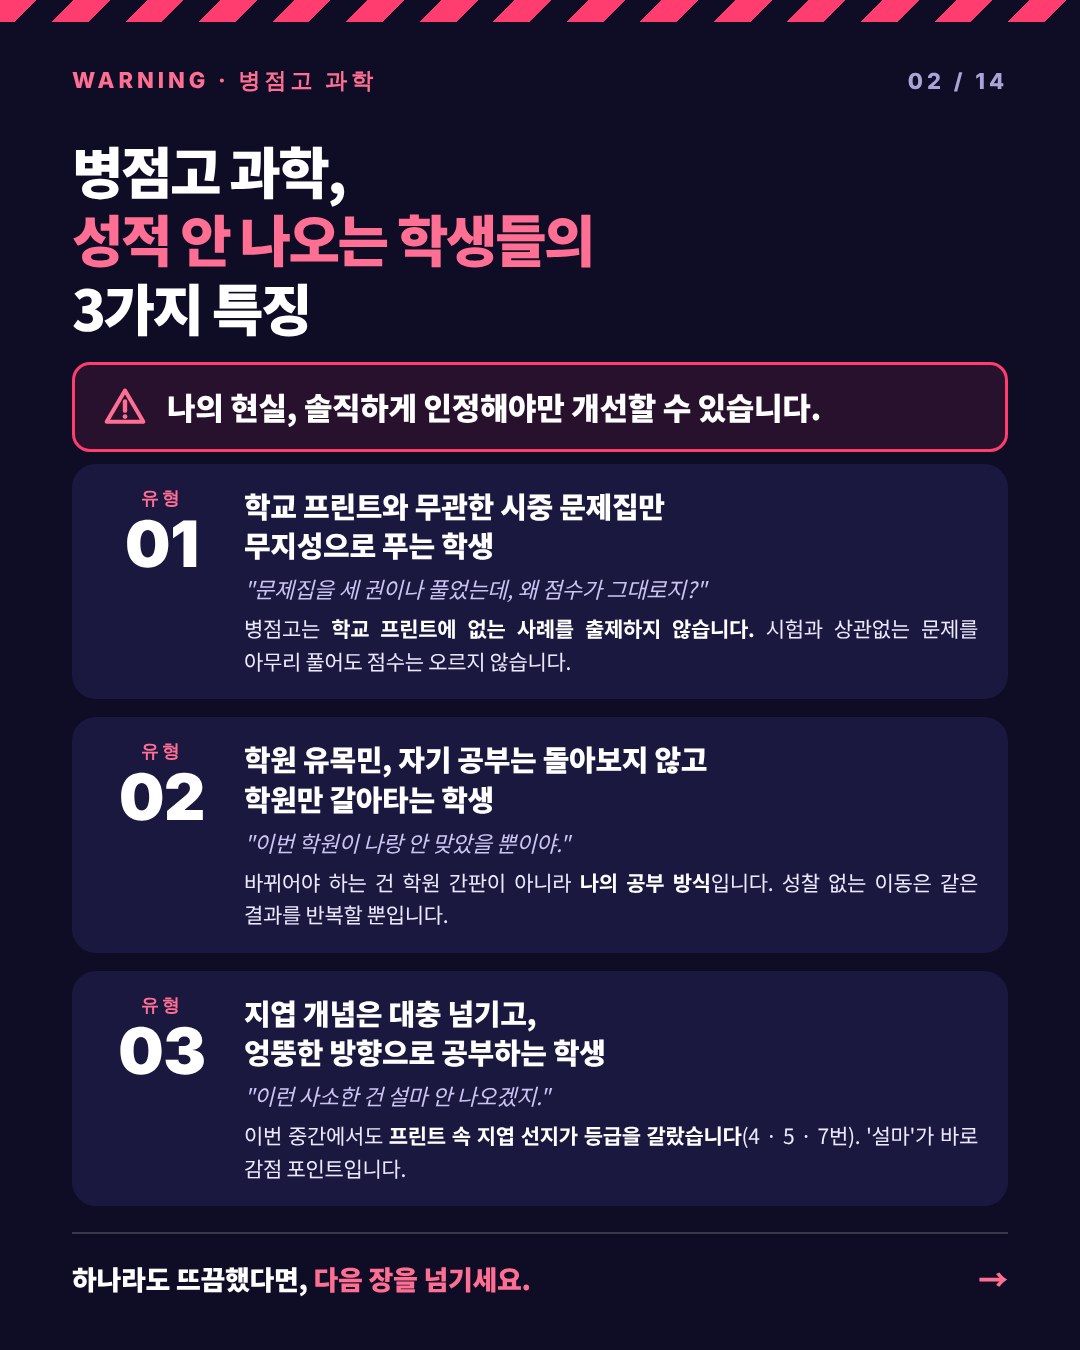 WARNING · 병점고 과학
02 / 14
병점고 과학,
성적 안 나오는 학생들의
3가지 특징
나의 현실, 솔직하게 인정해야만 개선할 수 있습니다.
유형
01
학교 프린트와 무관한 시중 문제집만
무지성으로 푸는 학생
"문제집을 세 권이나 풀었는데, 왜 점수가 그대로지?"
병점고는 학교 프린트에 없는 사례를 출제하지 않습니다. 시험과 상관없는 문제를
아무리 풀어도 점수는 오르지 않습니다.
유형
02
학원 유목민, 자기 공부는 돌아보지 않고
학원만 갈아타는 학생
"이번 학원이 나랑 안 맞았을 뿐이야."
바뀌어야 하는 건 학원 간판이 아니라 나의 공부 방식입니다. 성찰 없는 이동은 같은
결과를 반복할 뿐입니다.
유형
03
지엽 개념은 대충 넘기고,
엉뚱한 방향으로 공부하는 학생
"이런 사소한 건 설마 안 나오겠지."
이번 중간에서도 프린트 속 지엽 선지가 등급을 갈랐습니다(4 · 5 · 7번). '설마'가 바로
감점 포인트입니다.
하나라도 뜨끔했다면, 다음 장을 넘기세요. →